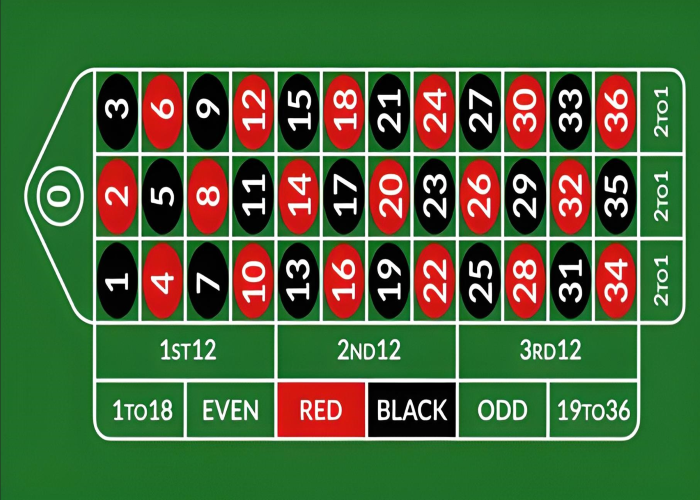 3 6 9 12 15 18 21 24 27 30 33 36 2TO1
0
2 5 8 11 14 17 20 23 26 29 32 35 2TO1
1 4 7 10 13 16 19 22 25 28 31 34 2TO1
1ST12 2ND12 3RD12
1TO18 EVEN RED BLACK ODD 19TO36